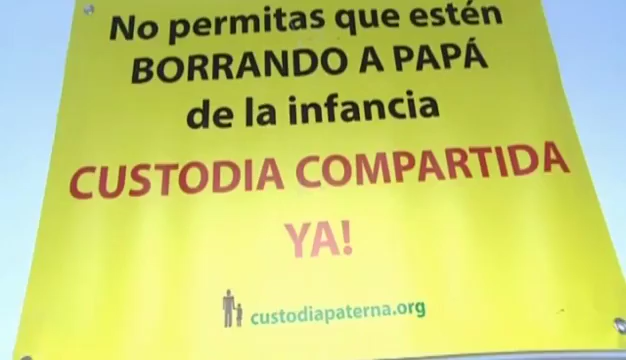 No permitas que estén
BORRANDO A PAPÁ
de la infancia
CUSTODIA COMPARTIDA
YA!
custodiapaterna.org